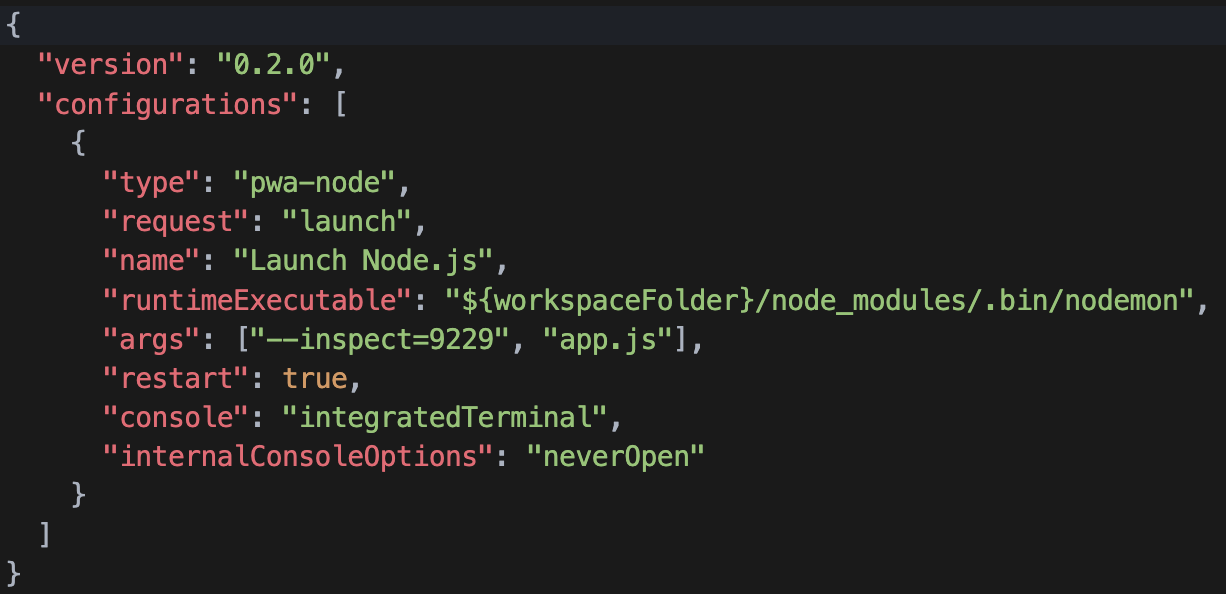 {
  "version": "0.2.0",
  "configurations": [
    {
      "type": "pwa-node",
      "request": "launch",
      "name": "Launch Node.js",
      "runtimeExecutable": "${workspaceFolder}/node_modules/.bin/nodemon",
      "args": ["--inspect=9229", "app.js"],
      "restart": true,
      "console": "integratedTerminal",
      "internalConsoleOptions": "neverOpen"
    }
  ]
}